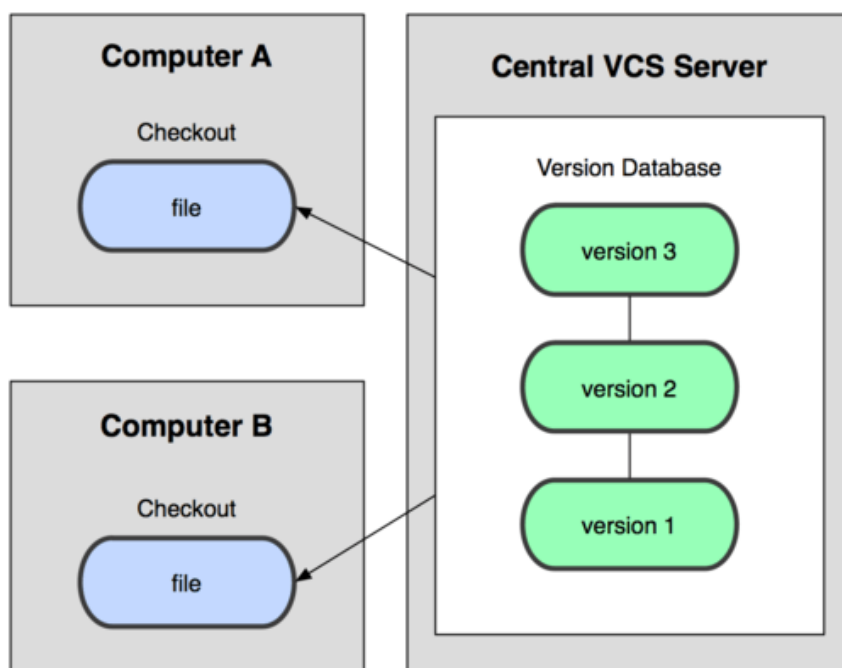 Computer A
Checkout
file
Computer B
Checkout
file
Central VCS Server
Version Database
version 3
version 2
version 1